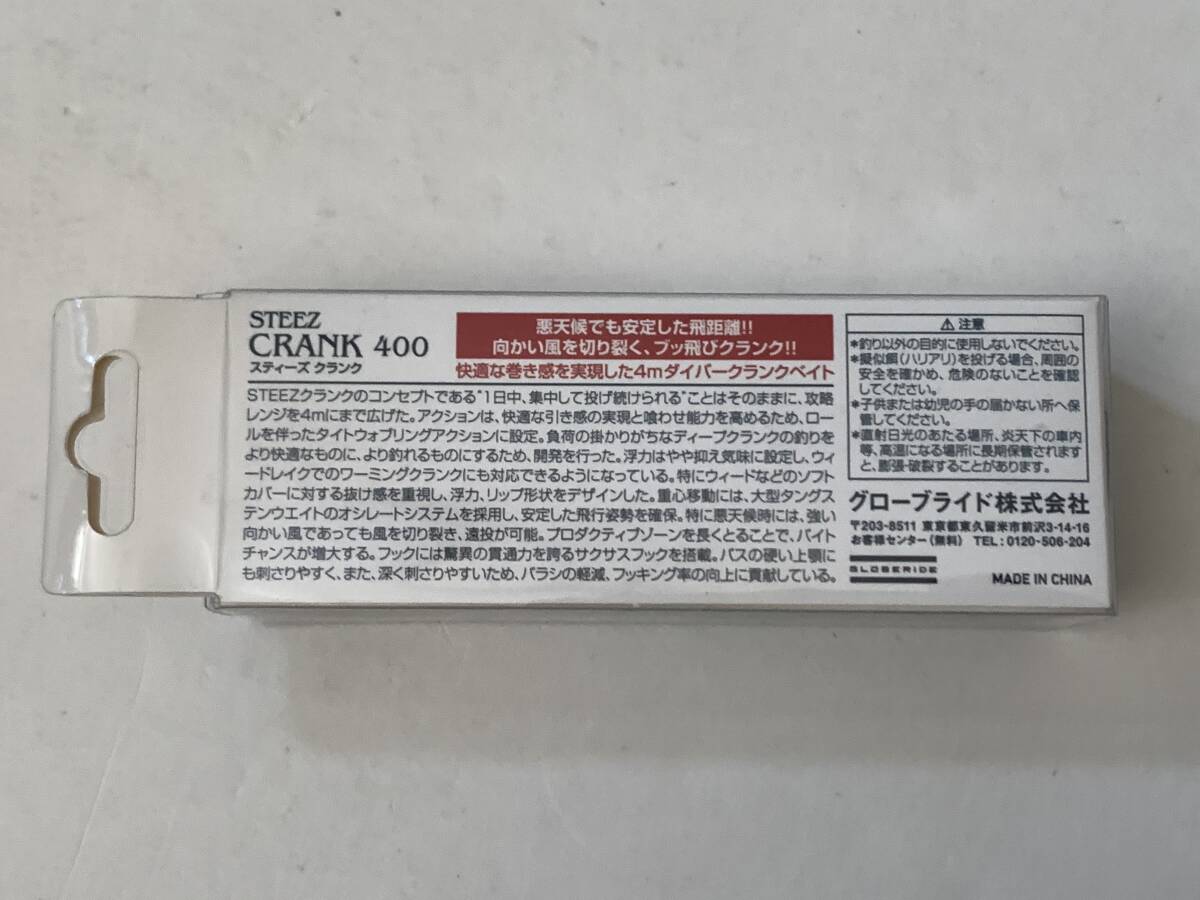 STEEZ
CRANK 400
スティーズ クランク
悪天候でも安定した飛距離!!
向かい風を切り裂く、ブッ飛びクランク!!
快適な巻き感を実現した4mダイバークランクベイト
STEEZクランクのコンセプトである"1日中、集中して投げ続けられる"ことはそのままに、攻略
レンジを4mにまで広げた。アクションは、快適な引き感の実現と喰わせ能力を高めるため、ロー
ルを伴ったタイトウォブリングアクションに設定。負荷の掛かりがちなディープクランクの釣りを
より快適なものに、より釣れるものにするため、開発を行った。浮力はやや抑え気味に設定し、ウィ
ードレイクでのワーミングクランクにも対応できるようになっている。特にウィードなどのソフト
カバーに対する抜け感を重視し、浮力、リップ形状をデザインした。重心移動には、大型タングス
テンウエイトのオシレートシステムを採用し、安定した飛行姿勢を確保。特に悪天候時には、強い
向かい風であっても風を切り裂き、遠投が可能。プロダクティブゾーンを長くとることで、バイト
チャンスが増大する。フックには驚異の貫通力を誇るサクサスフックを搭載。バスの硬い上顎に
も刺さりやすく、また、深く刺さりやすいため、バラシの軽減、フッキング率の向上に貢献している。
⚠ 注意
*釣り以外の目的に使用しないでください。
*擬似餌(ハリアリ)を投げる場合、周囲の
安全を確かめ、危険のないことを確認
してください。
*子供または幼児の手の届かない所へ保
管してください。
*直射日光のあたる場所、炎天下の車内
等、高温になる場所に長期保管されます
と、膨張・破裂することがあります。
グローブライド株式会社
〒203-8511 東京都東久留米市前沢3-14-16
お客様センター(無料) TEL:0120-506-204
GLOBERIDE
MADE IN CHINA